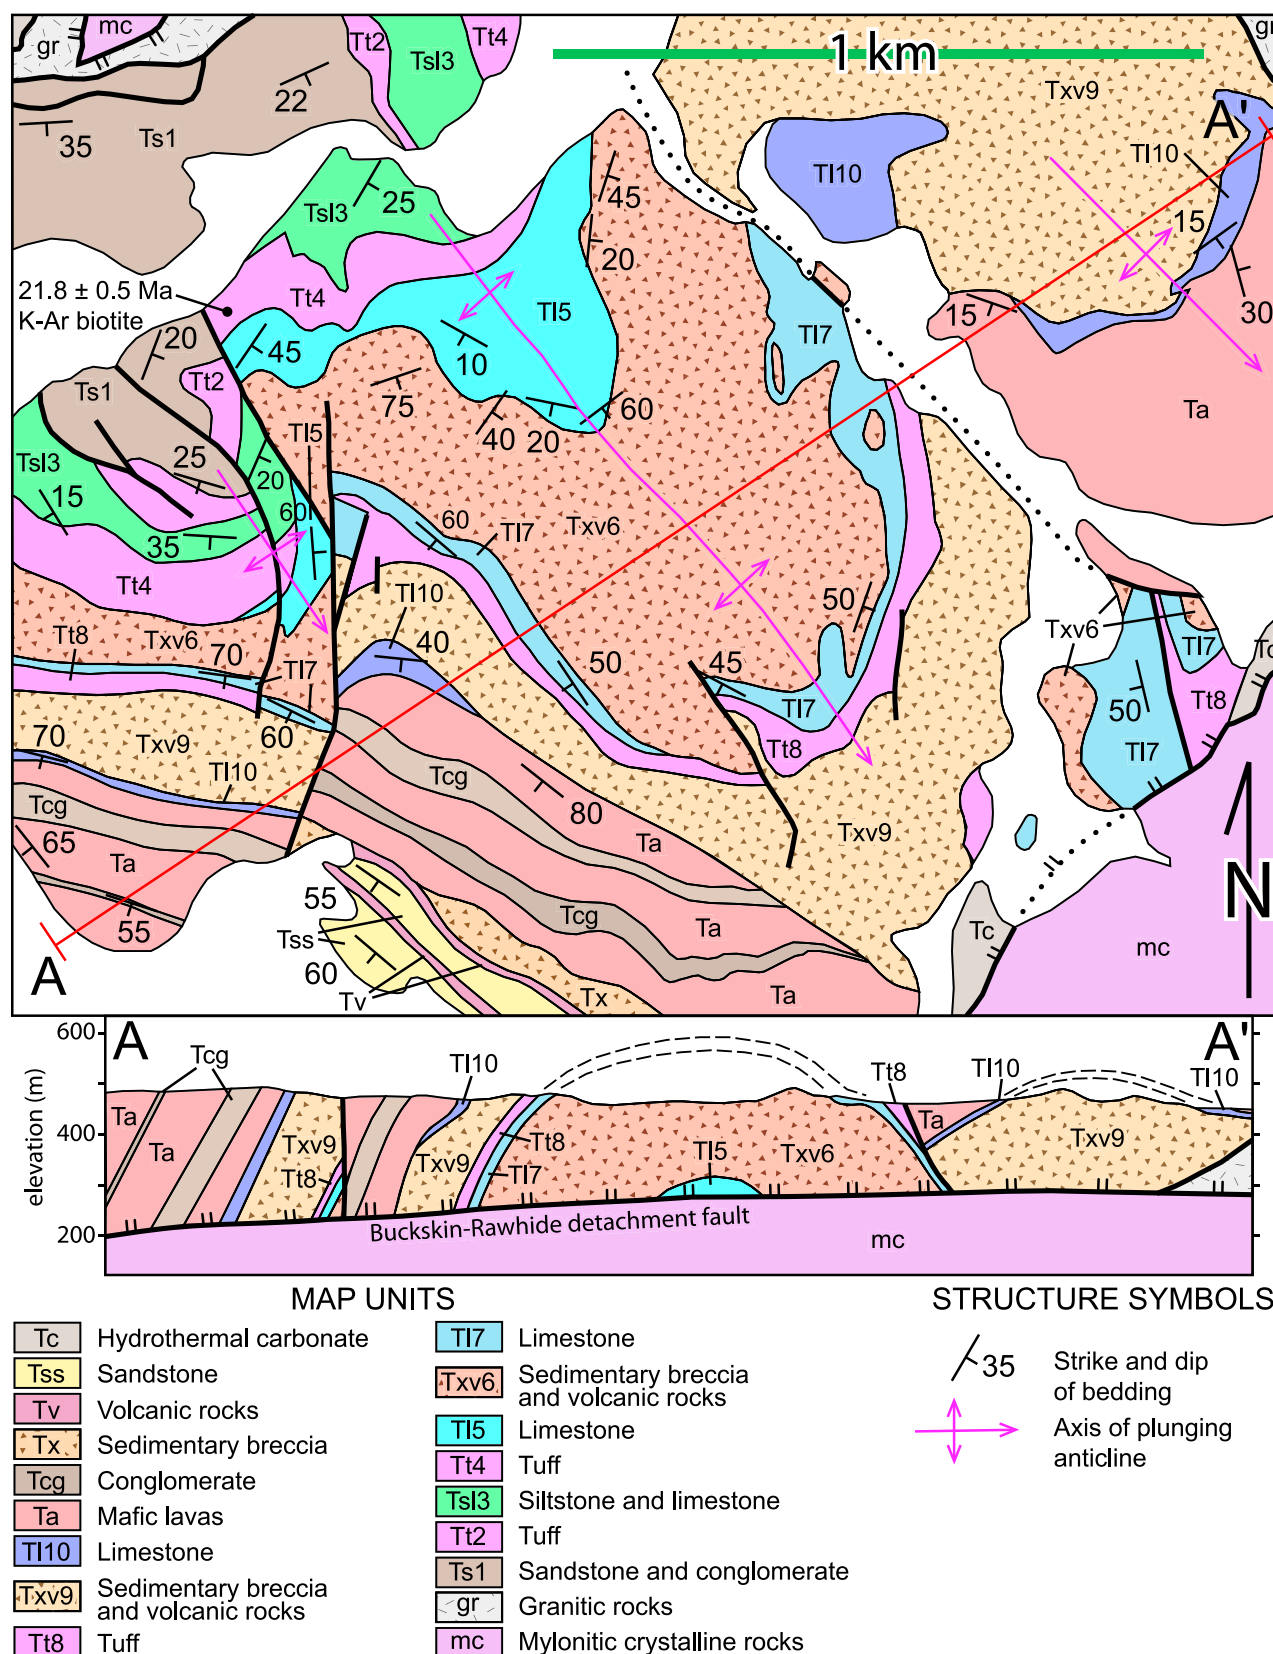 mc
gr
Tt2
Tt4
Tsl3
1 km
gr
22
Txv9
A'
35
Ts1
Tl10
Tl10
Tsl3
25
45
20
15
21.8 ± 0.5 Ma
K-Ar biotite
Tt4
Tl5
30
20
45
10
Tl7
15
Tt2
75
60
Ts1
40
20
Ta
Tl5
Tsl3
25
20
15
60
60
Tl7
Txv6
35
Tt4
Tl10
50
Txv6
Tl7
Tc
Tt8
Txv6
70
Tl7
40
50
45
50
Tt8
Tl7
Tl7
60
Tt8
70
Txv9
Tl10
Tcg
Tcg
80
Txv9
N
65
Ta
Ta
55
55
Tss
60
Tcg
Ta
Tc
mc
A
Tv
Tx
Ta
600
A
A'
Tcg
Tl10
Tt8
Tl10
Tl10
elevation (m)
Ta
Ta
400
Txv9
Txv9
Tt8
Tt8
Tl7
Tl5
Txv6
Ta
Txv9
200
Buckskin-Rawhide detachment fault
mc
MAP UNITS
Tc Hydrothermal carbonate
Tss Sandstone
Tv Volcanic rocks
Tx Sedimentary breccia
Tcg Conglomerate
Ta Mafic lavas
Tl10 Limestone
Txv9 Sedimentary breccia
and volcanic rocks
Tt8 Tuff
Tl7 Limestone
Txv6 Sedimentary breccia
and volcanic rocks
Tl5 Limestone
Tt4 Tuff
Tsl3 Siltstone and limestone
Tt2 Tuff
Ts1 Sandstone and conglomerate
gr Granitic rocks
mc Mylonitic crystalline rocks
STRUCTURE SYMBOLS
35 Strike and dip
of bedding
Axis of plunging
anticline